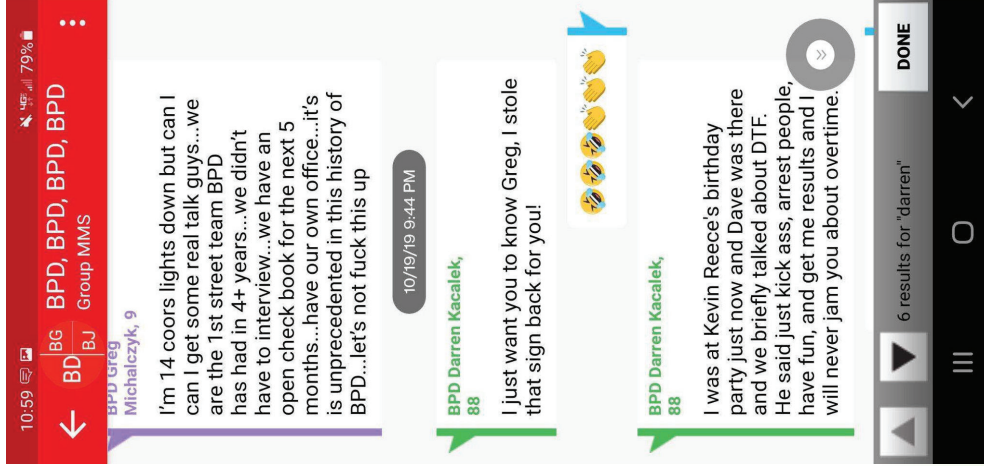 10:59
4GE
79%
BD
BG
BJ
BPD, BPD, BPD, BPD, BPD
Group MMS
BPD Greg
Michalczyk, 9
I'm 14 coors lights down but can I
can I get some real talk guys...we
are the 1st street team BPD
has had in 4+ years...we didn't
have to interview...we have an
open check book for the next 5
months...have our own office...it's
is unprecedented in this history of
BPD...let's not fuck this up
10/19/19 9:44 PM
BPD Darren Kacalek,
88
I just want you to know Greg, I stole
that sign back for you!
🤣🤣🤣👏👏👏
BPD Darren Kacalek,
88
I was at Kevin Reece's birthday
party just now and Dave was there
and we briefly talked about DTF.
He said just kick ass, arrest people,
have fun, and get me results and I
will never jam you about overtime.
6 results for "darren"
DONE